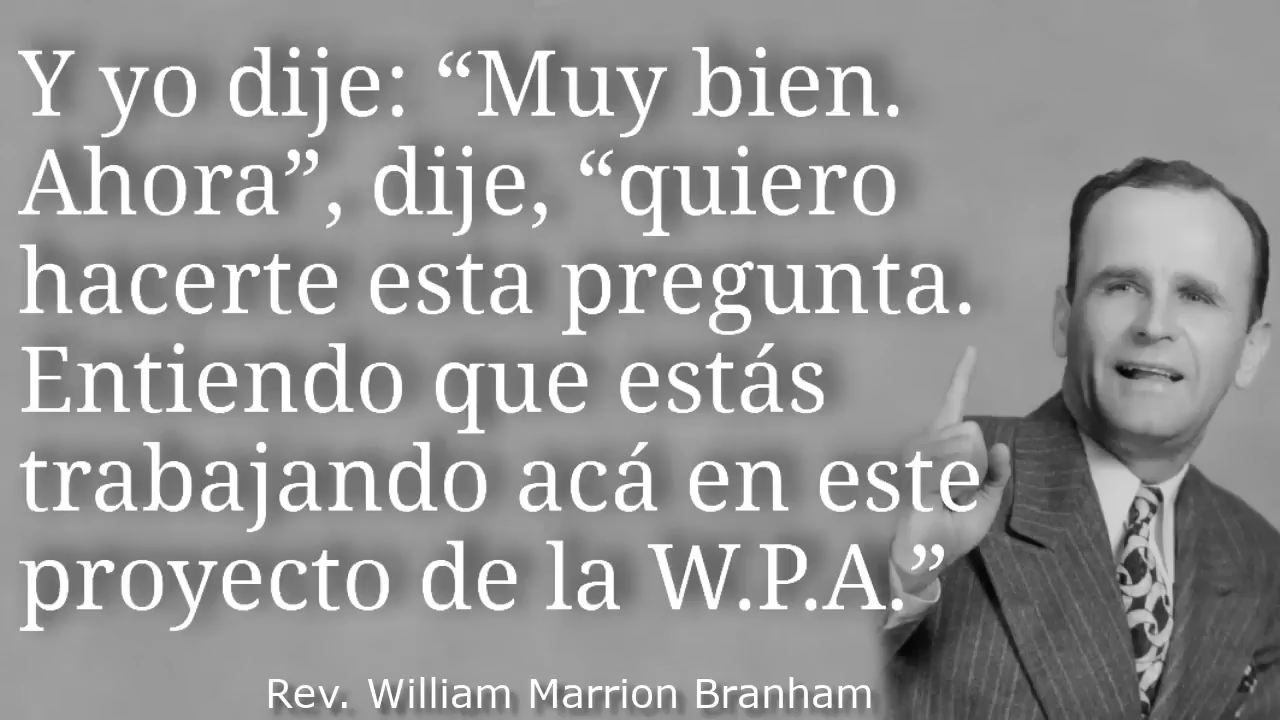 Y yo dije: “Muy bien.
Ahora”, dije, “quiero
hacerte esta pregunta.
Entiendo que estás
trabajando acá en este
proyecto de la W.P.A.”
Rev. William Marrion Branham